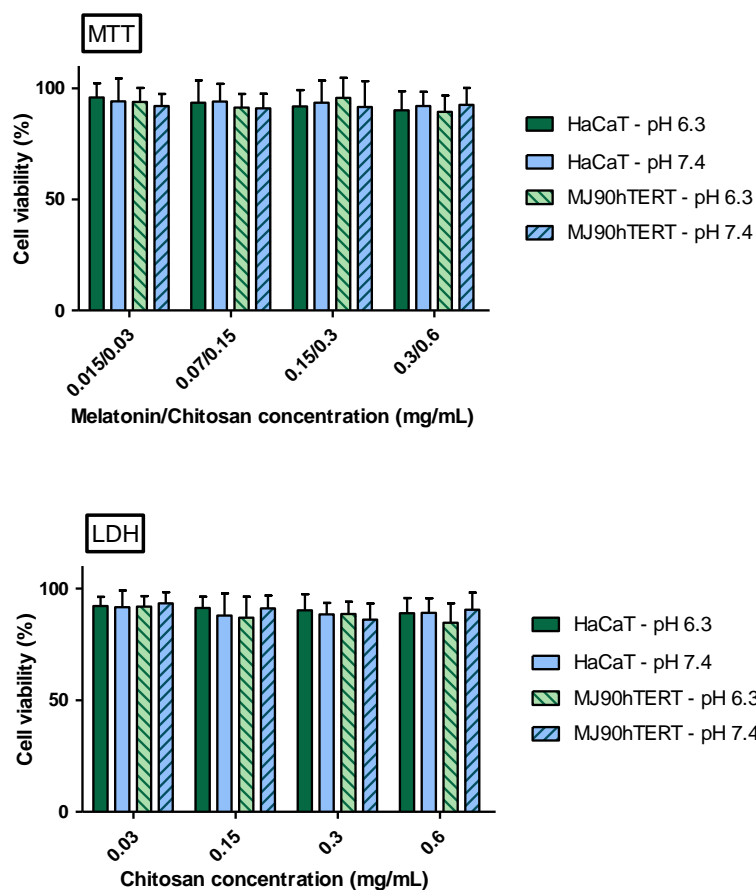 MTT
100
50
0
Cell viability (%)
0.015/0.03
0.07/0.15
0.15/0.3
0.3/0.6
Melatonin/Chitosan concentration (mg/mL)
HaCaT - pH 6.3
HaCaT - pH 7.4
MJ90hTERT - pH 6.3
MJ90hTERT - pH 7.4
LDH
100
50
0
Cell viability (%)
0.03
0.15
0.3
0.6
Chitosan concentration (mg/mL)
HaCaT - pH 6.3
HaCaT - pH 7.4
MJ90hTERT - pH 6.3
MJ90hTERT - pH 7.4